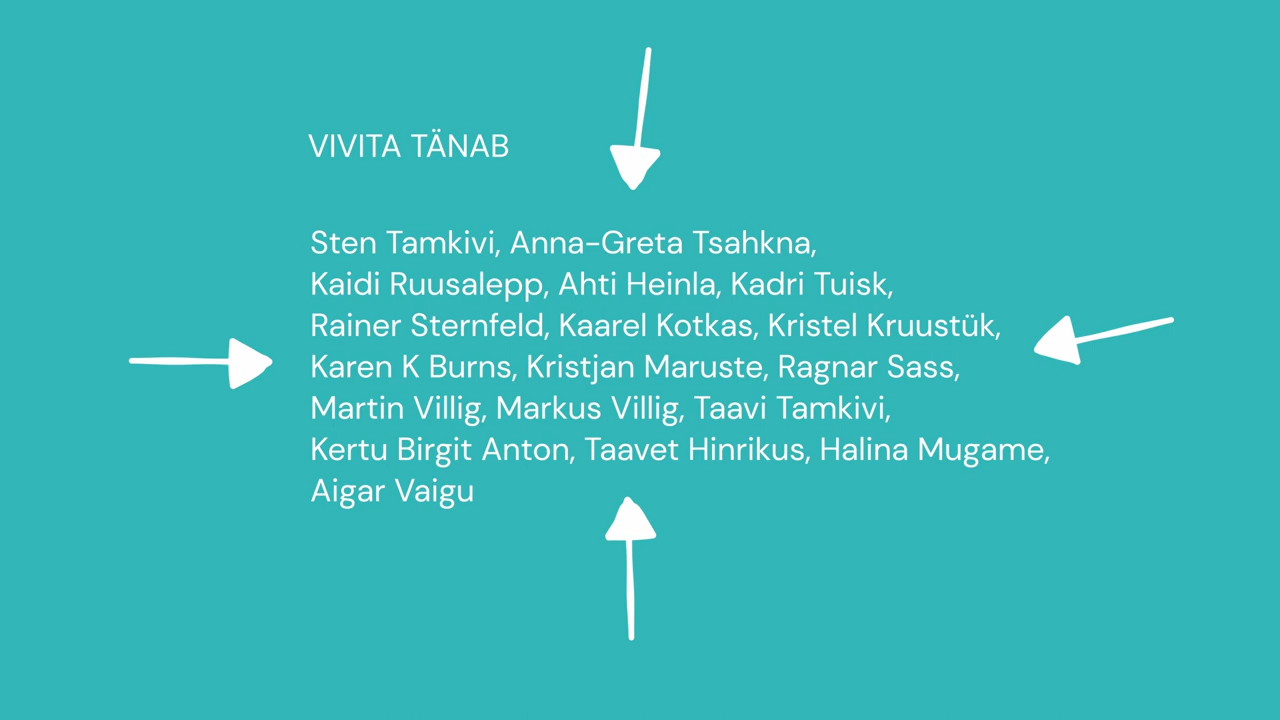 VIVITA TÄNAB
Sten Tamkivi, Anna-Greta Tsahkna,
Kaidi Ruusalepp, Ahti Heinla, Kadri Tuisk,
Rainer Sternfeld, Kaarel Kotkas, Kristel Kruustük,
Karen K Burns, Kristjan Maruste, Ragnar Sass,
Martin Villig, Markus Villig, Taavi Tamkivi,
Kertu Birgit Anton, Taavet Hinrikus, Halina Mugame,
Aigar Vaigu